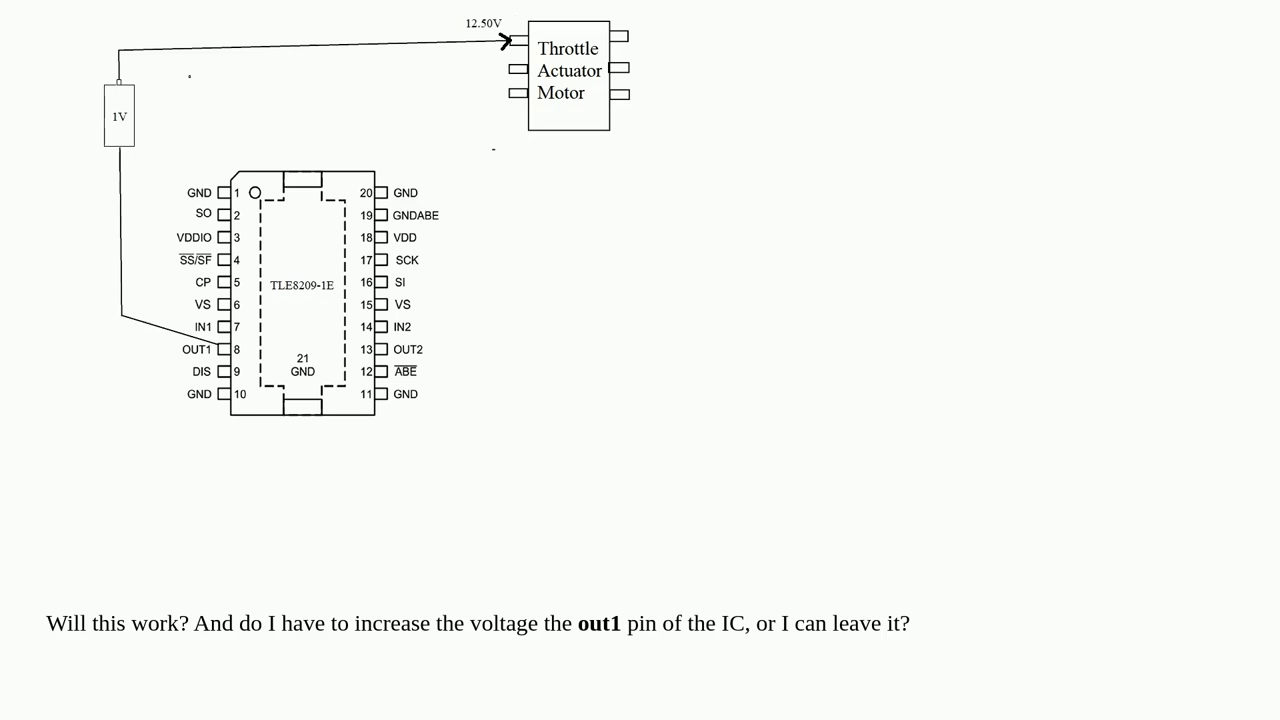 12.50V
Throttle
Actuator
Motor
1V
GND 1 20 GND
SO 2 19 GNDABE
VDDIO 3 18 VDD
SS/SF 4 17 SCK
CP 5 16 SI
TLE8209-1E
VS 6 15 VS
IN1 7 14 IN2
OUT1 8 13 OUT2
21
GND
DIS 9 12 ABE
GND 10 11 GND
Will this work? And do I have to increase the voltage the out1 pin of the IC, or I can leave it?